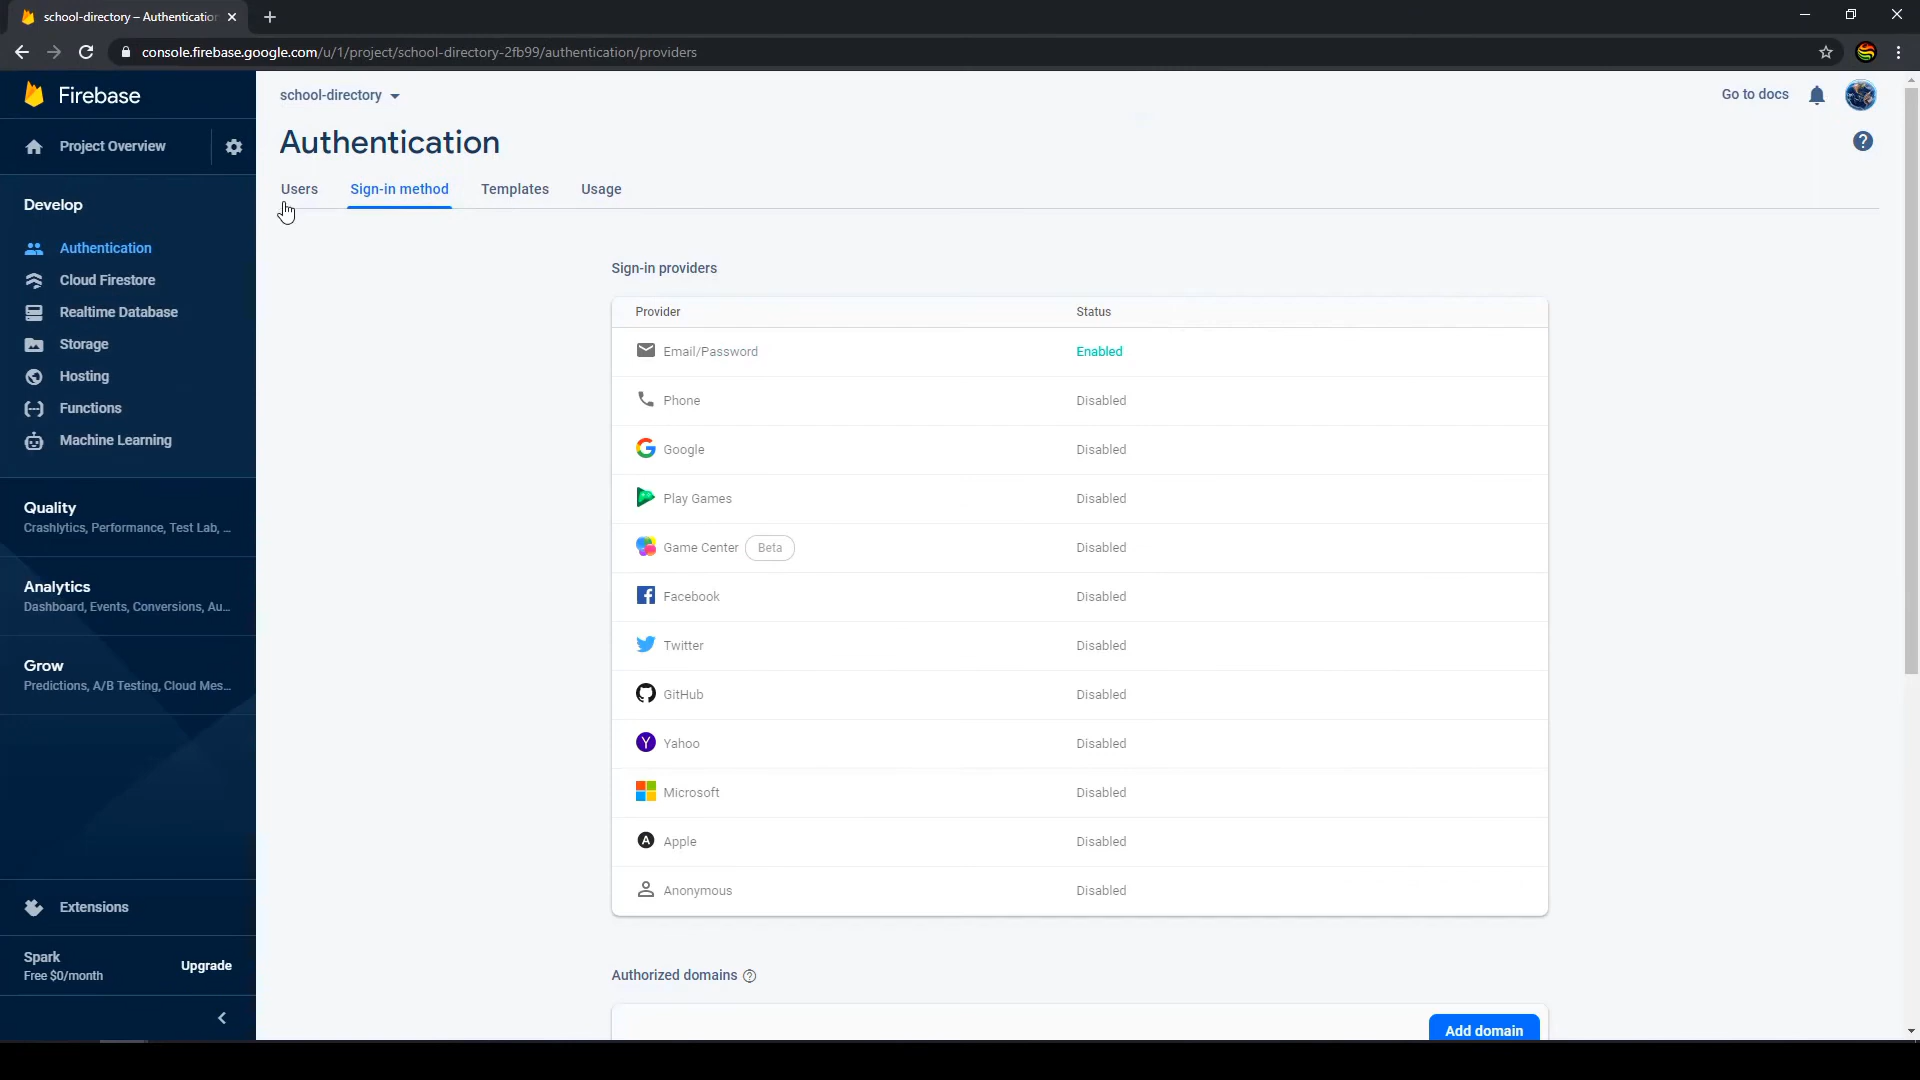 school-directory – Authentication
console.firebase.google.com/u/1/project/school-directory-2fb99/authentication/providers
Firebase
school-directory
Go to docs
Project Overview
Authentication
Users
Sign-in method
Templates
Usage
Develop
Authentication
Cloud Firestore
Realtime Database
Storage
Hosting
Functions
Machine Learning
Quality
Crashlytics, Performance, Test Lab, ...
Analytics
Dashboard, Events, Conversions, Au...
Grow
Predictions, A/B Testing, Cloud Mes...
Extensions
Spark
Free $0/month
Upgrade
Sign-in providers
Provider Status
Email/Password Enabled
Phone Disabled
Google Disabled
Play Games Disabled
Game Center Beta Disabled
Facebook Disabled
Twitter Disabled
GitHub Disabled
Yahoo Disabled
Microsoft Disabled
Apple Disabled
Anonymous Disabled
Authorized domains
Add domain